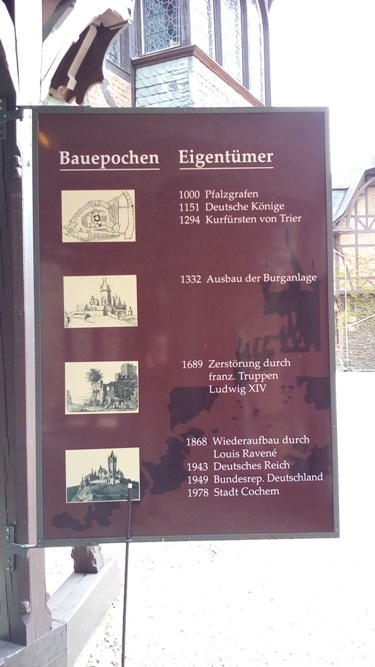 Bauepochen Eigentümer
1000 Pfalzgrafen
1151 Deutsche Könige
1294 Kurfürsten von Trier
1332 Ausbau der Burganlage
1689 Zerstörung durch
franz. Truppen
Ludwig XIV
1868 Wiederaufbau durch
Louis Ravené
1943 Deutsches Reich
1949 Bundesrep. Deutschland
1978 Stadt Cochem